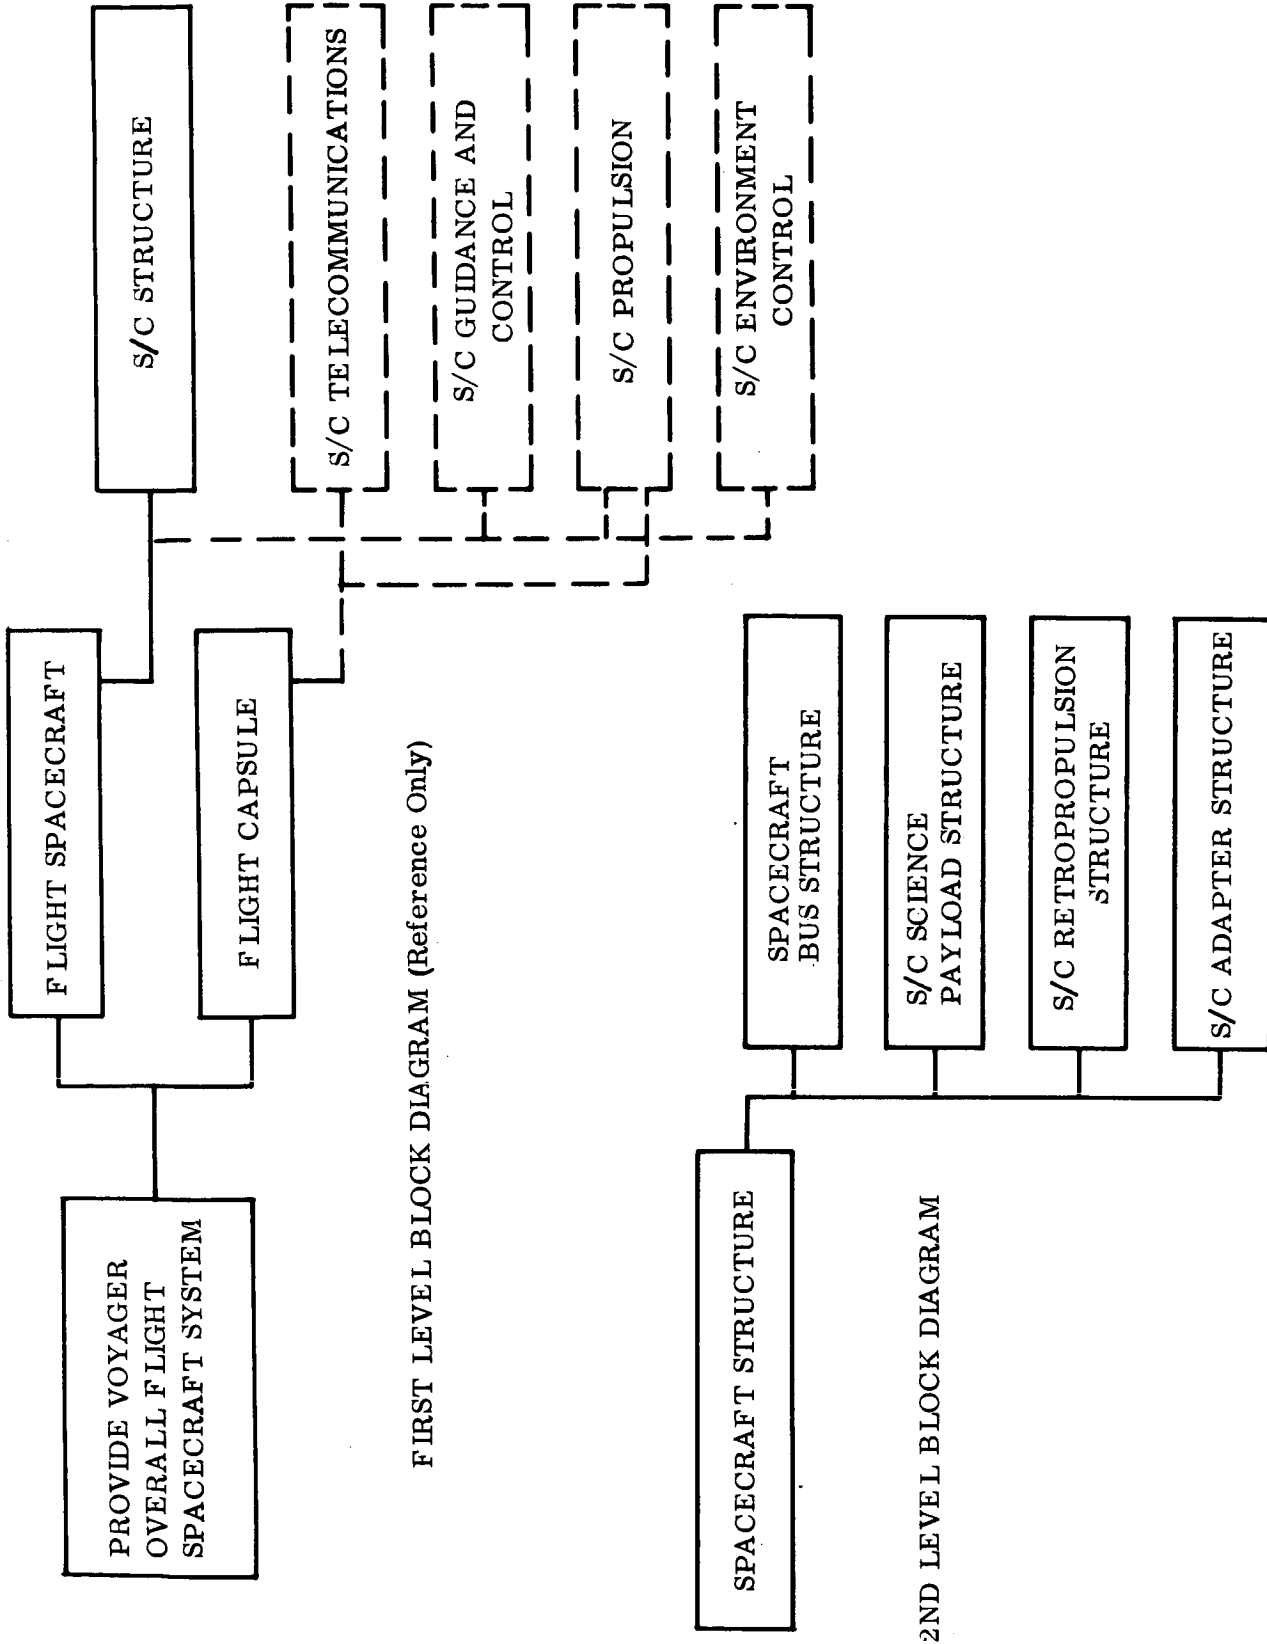 PROVIDE VOYAGER
OVERALL FLIGHT
SPACECRAFT SYSTEM
FLIGHT SPACECRAFT
FLIGHT CAPSULE
S/C STRUCTURE
S/C TELECOMMUNICATIONS
S/C GUIDANCE AND
CONTROL
S/C PROPULSION
S/C ENVIRONMENT
CONTROL
FIRST LEVEL BLOCK DIAGRAM (Reference Only)
SPACECRAFT STRUCTURE
SPACECRAFT
BUS STRUCTURE
S/C SCIENCE
PAYLOAD STRUCTURE
S/C RETROPROPULSION
STRUCTURE
S/C ADAPTER STRUCTURE
2ND LEVEL BLOCK DIAGRAM